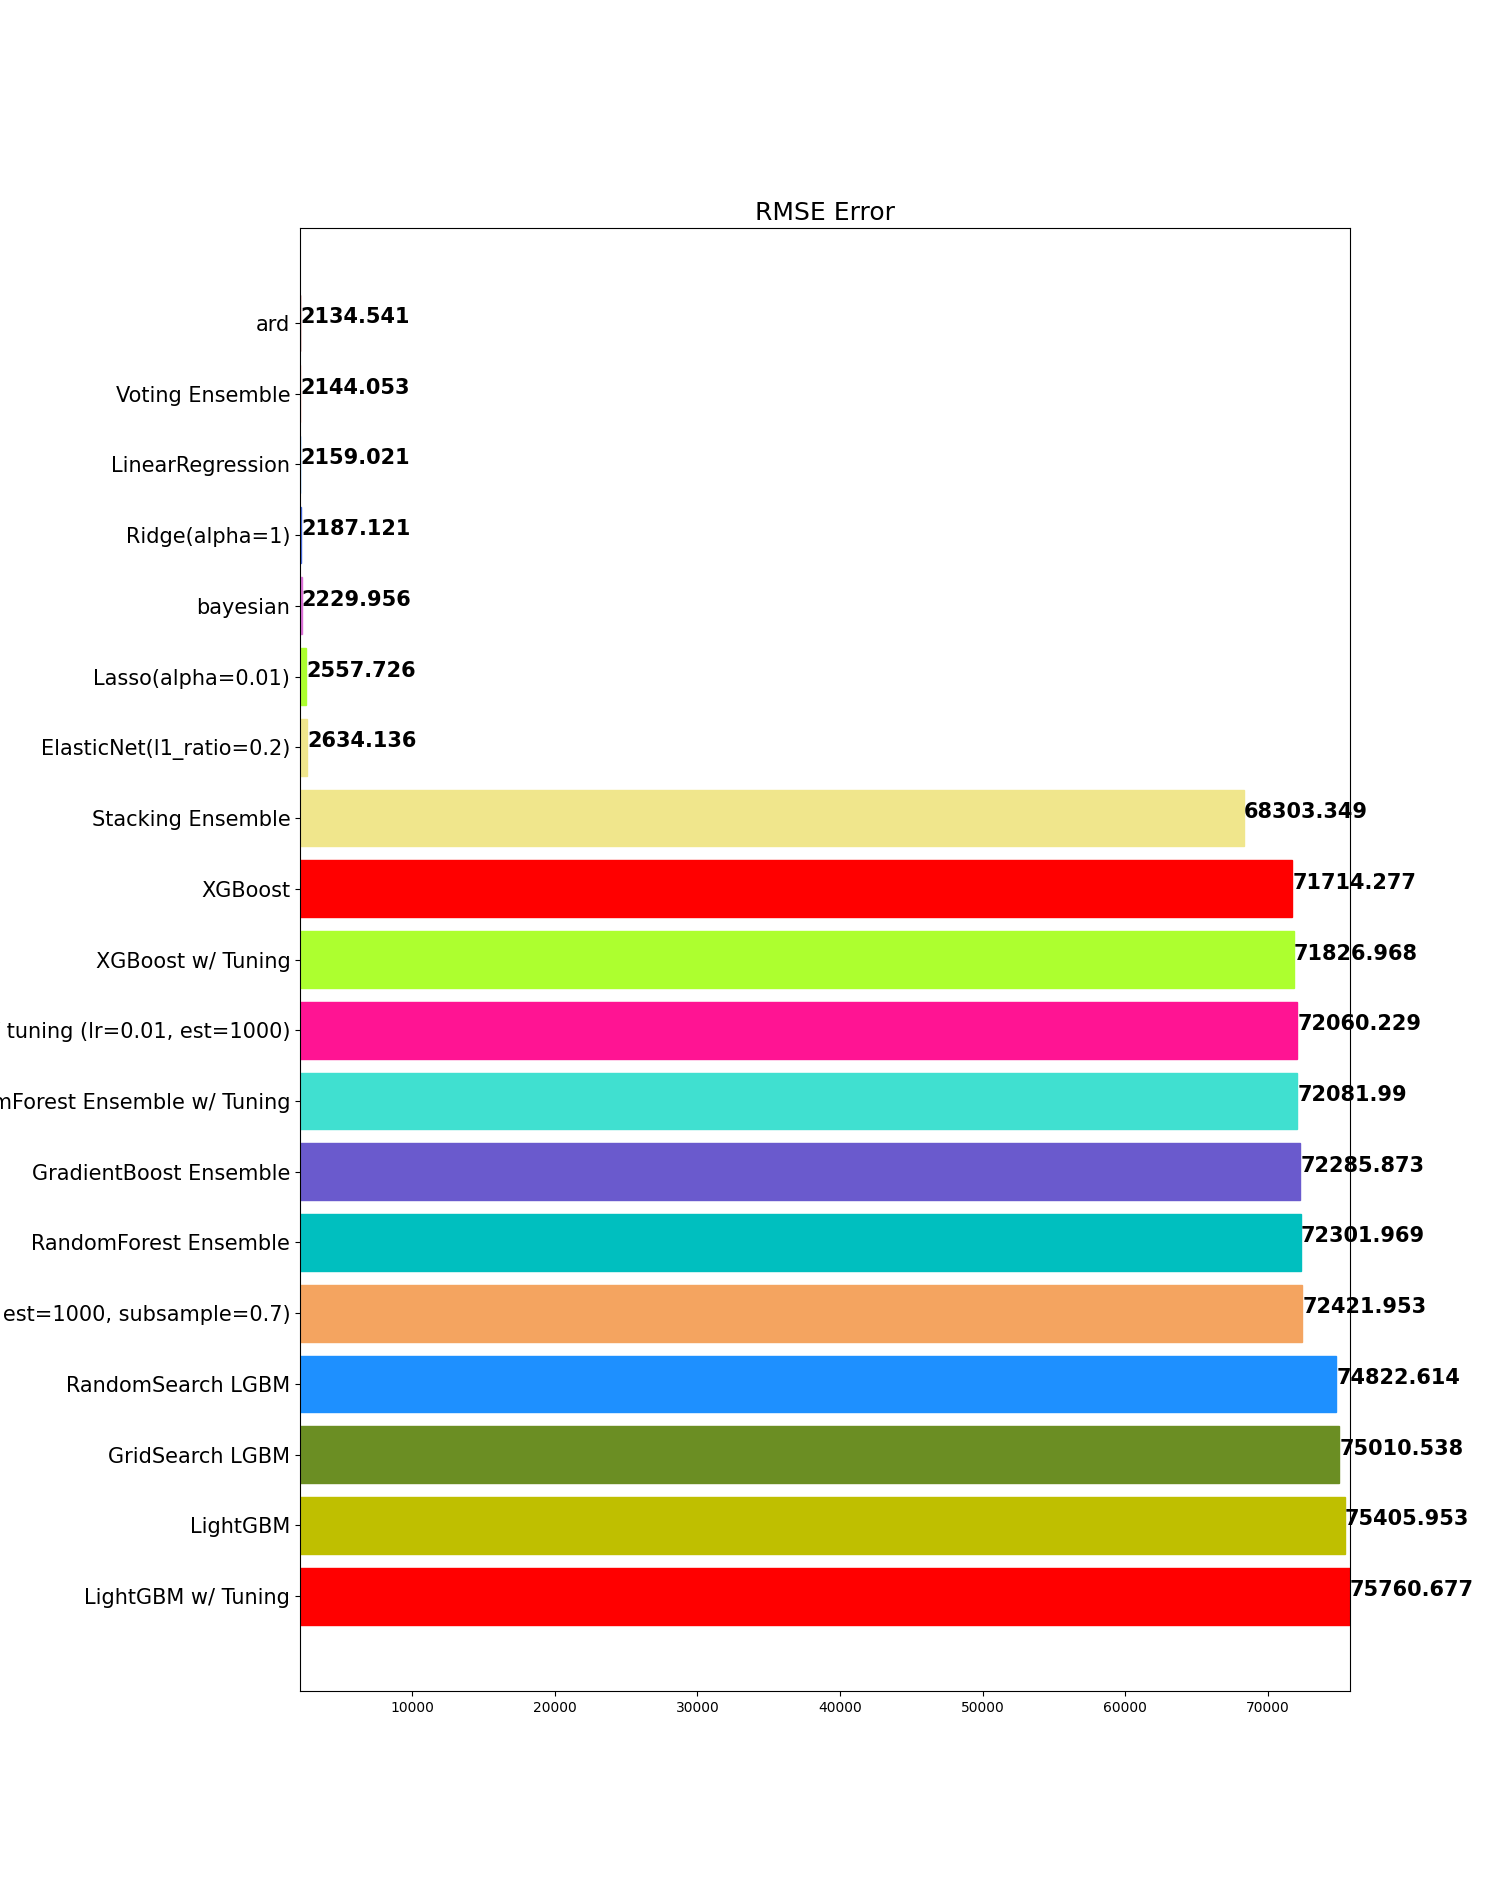 RMSE Error
ard 2134.541
Voting Ensemble 2144.053
LinearRegression 2159.021
Ridge(alpha=1) 2187.121
bayesian 2229.956
Lasso(alpha=0.01) 2557.726
ElasticNet(l1_ratio=0.2) 2634.136
Stacking Ensemble 68303.349
XGBoost 71714.277
XGBoost w/ Tuning 71826.968
tuning (lr=0.01, est=1000) 72060.229
mForest Ensemble w/ Tuning 72081.99
GradientBoost Ensemble 72285.873
RandomForest Ensemble 72301.969
est=1000, subsample=0.7) 72421.953
RandomSearch LGBM 74822.614
GridSearch LGBM 75010.538
LightGBM 75405.953
LightGBM w/ Tuning 75760.677
10000 20000 30000 40000 50000 60000 70000